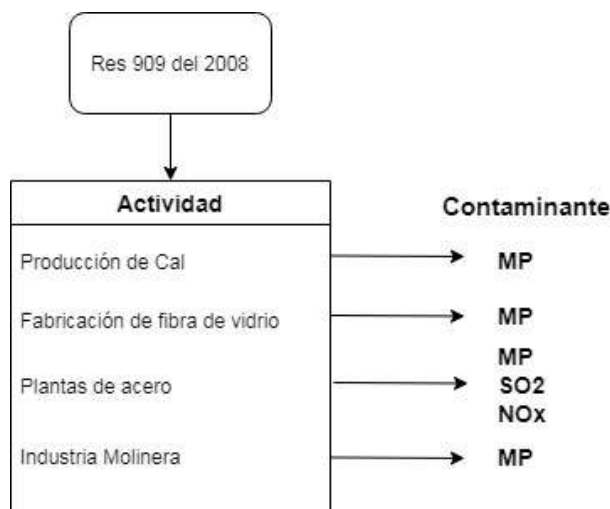 Res 909 del 2008
Actividad
Contaminante
Producción de Cal
MP
Fabricación de fibra de vidrio
MP
Plantas de acero
MP
SO2
NOx
Industria Molinera
MP